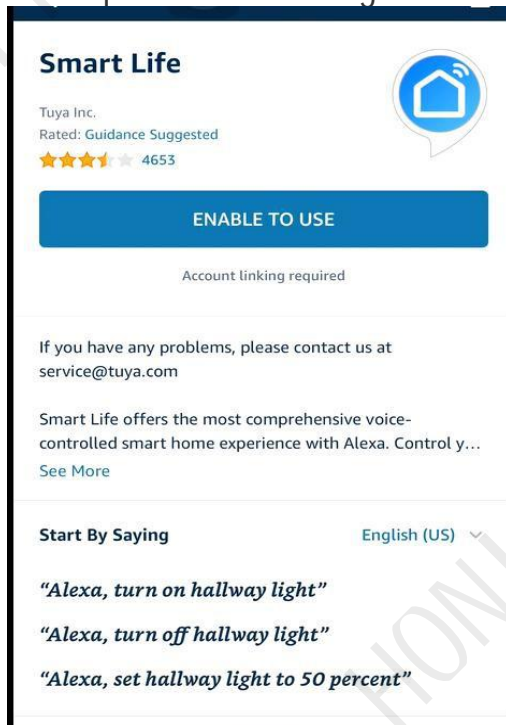 Smart Life
Tuya Inc.
Rated: Guidance Suggested
4653
ENABLE TO USE
Account linking required
If you have any problems, please contact us at
service@tuya.com
Smart Life offers the most comprehensive voice-
controlled smart home experience with Alexa. Control y...
See More
Start By Saying
English (US)
“Alexa, turn on hallway light”
“Alexa, turn off hallway light”
“Alexa, set hallway light to 50 percent”